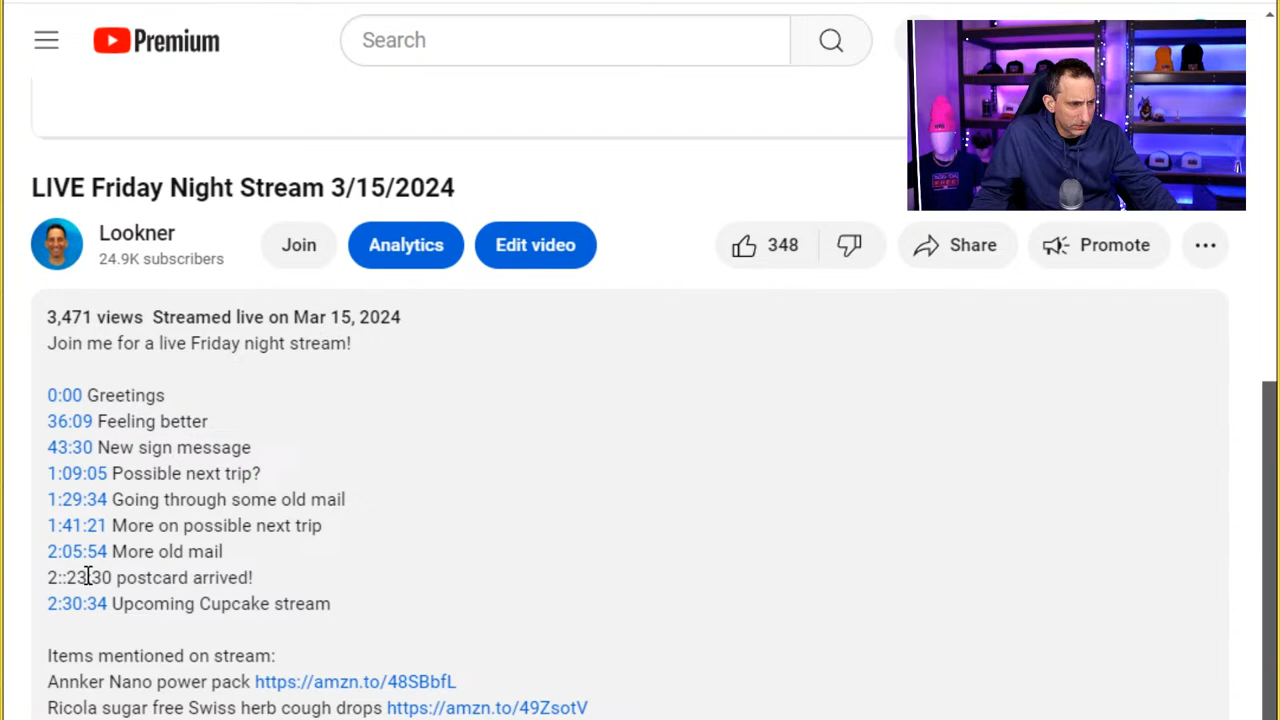 Premium
Search
LIVE Friday Night Stream 3/15/2024
Lookner
24.9K subscribers
Join
Analytics
Edit video
348
Share
Promote
3,471 views Streamed live on Mar 15, 2024
Join me for a live Friday night stream!
0:00 Greetings
36:09 Feeling better
43:30 New sign message
1:09:05 Possible next trip?
1:29:34 Going through some old mail
1:41:21 More on possible next trip
2:05:54 More old mail
2::23:30 postcard arrived!
2:30:34 Upcoming Cupcake stream
Items mentioned on stream:
Annker Nano power pack https://amzn.to/48SBbfL
Ricola sugar free Swiss herb cough drops https://amzn.to/49ZsotV